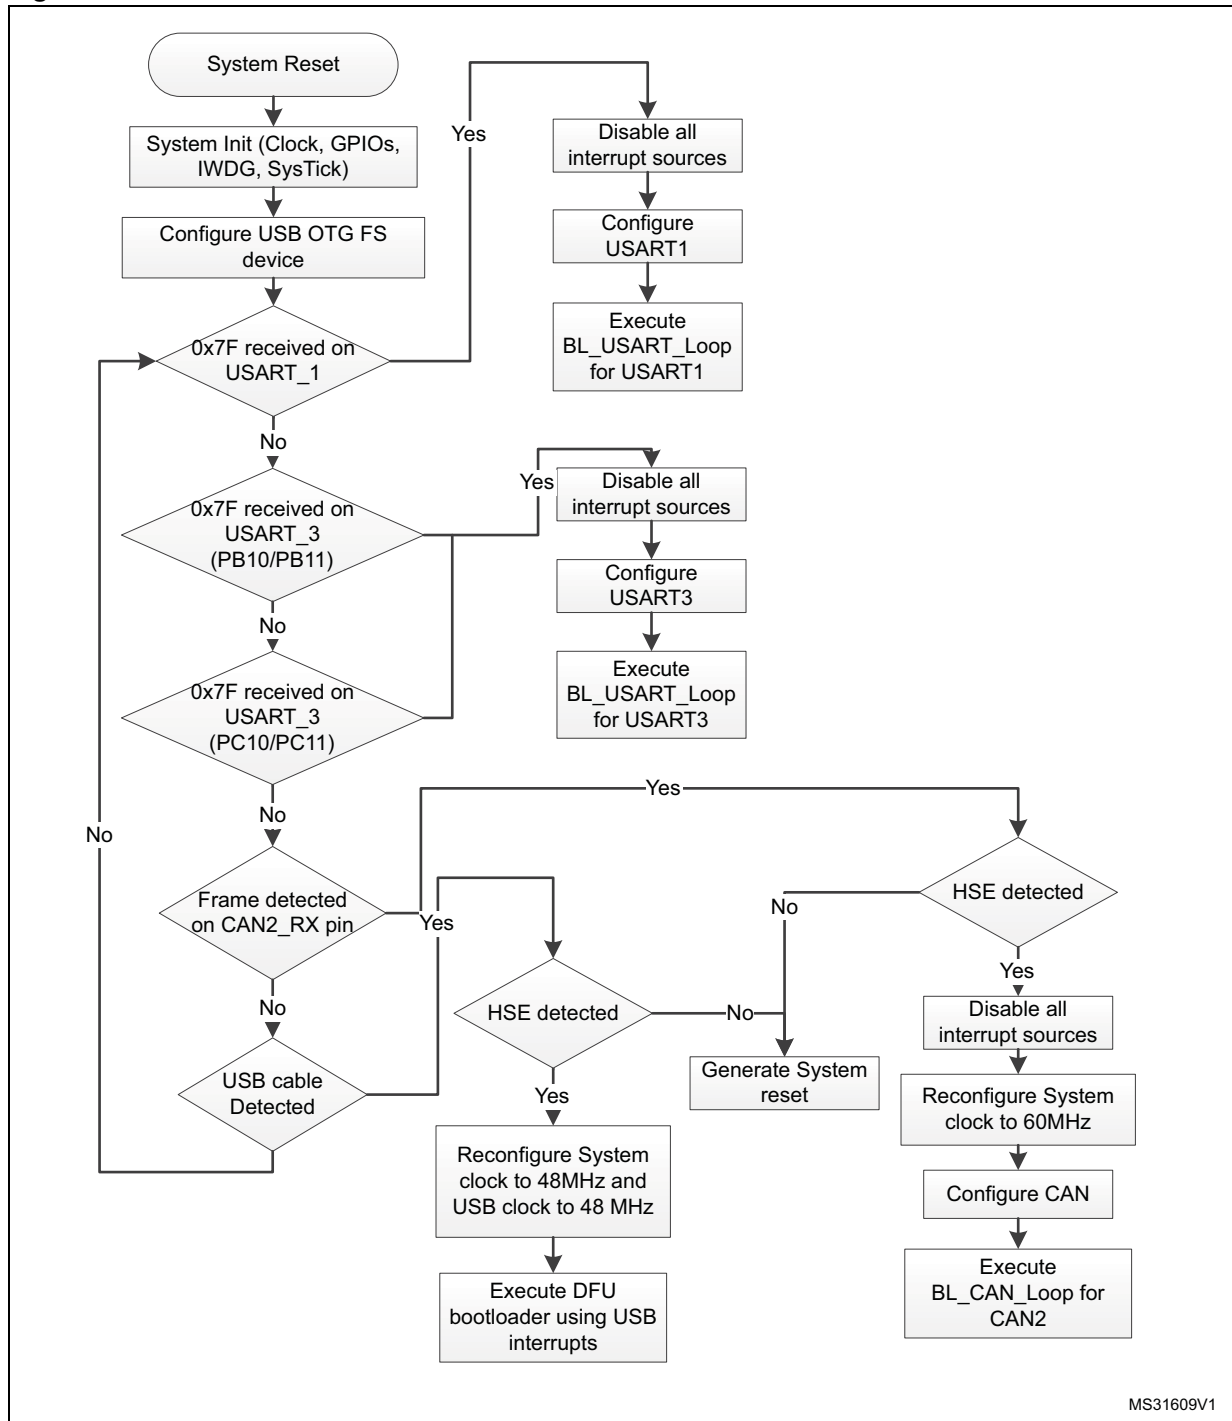 System Reset
System Init (Clock, GPIOs,
IWDG, SysTick)
Configure USB OTG FS
device
0x7F received on
USART_1
Yes
Disable all
interrupt sources
Configure
USART1
Execute
BL_USART_Loop
for USART1
No
0x7F received on
USART_3
(PB10/PB11)
Yes
Disable all
interrupt sources
Configure
USART3
Execute
BL_USART_Loop
for USART3
No
0x7F received on
USART_3
(PC10/PC11)
No
Yes
No
Frame detected
on CAN2_RX pin
Yes
HSE detected
No
Yes
Disable all
interrupt sources
Reconfigure System
clock to 60MHz
Configure CAN
Execute
BL_CAN_Loop for
CAN2
No
USB cable
Detected
HSE detected
No
Generate System
reset
Yes
Reconfigure System
clock to 48MHz and
USB clock to 48 MHz
Execute DFU
bootloader using USB
interrupts
MS31609V1